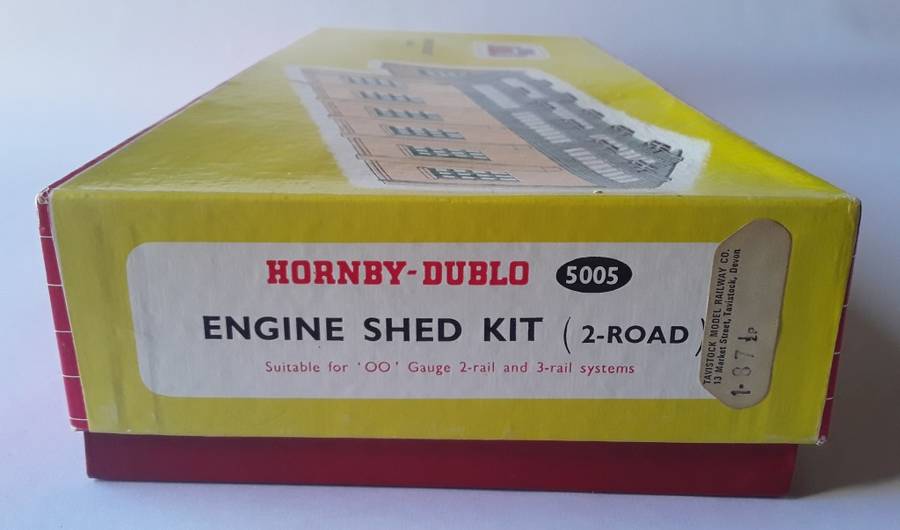 HORNBY-DUBLO 5005
ENGINE SHED KIT (2-ROAD)
Suitable for 'OO' Gauge 2-rail and 3-rail systems
TAVISTOCK MODEL RAILWAY CO.
13 Market Street, Tavistock, Devon
1·87½P